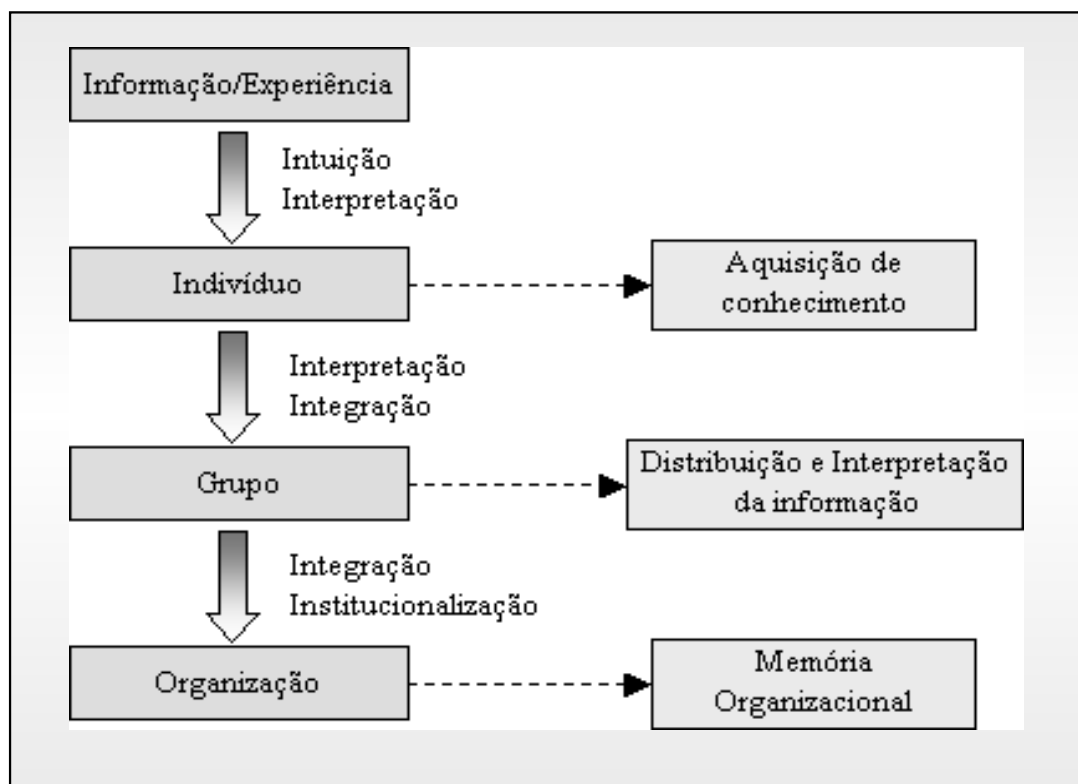 Informação/Experiência
Intuição
Interpretação
Indivíduo
Aquisição de
conhecimento
Interpretação
Integração
Grupo
Distribuição e Interpretação
da informação
Integração
Institucionalização
Organização
Memória
Organizacional